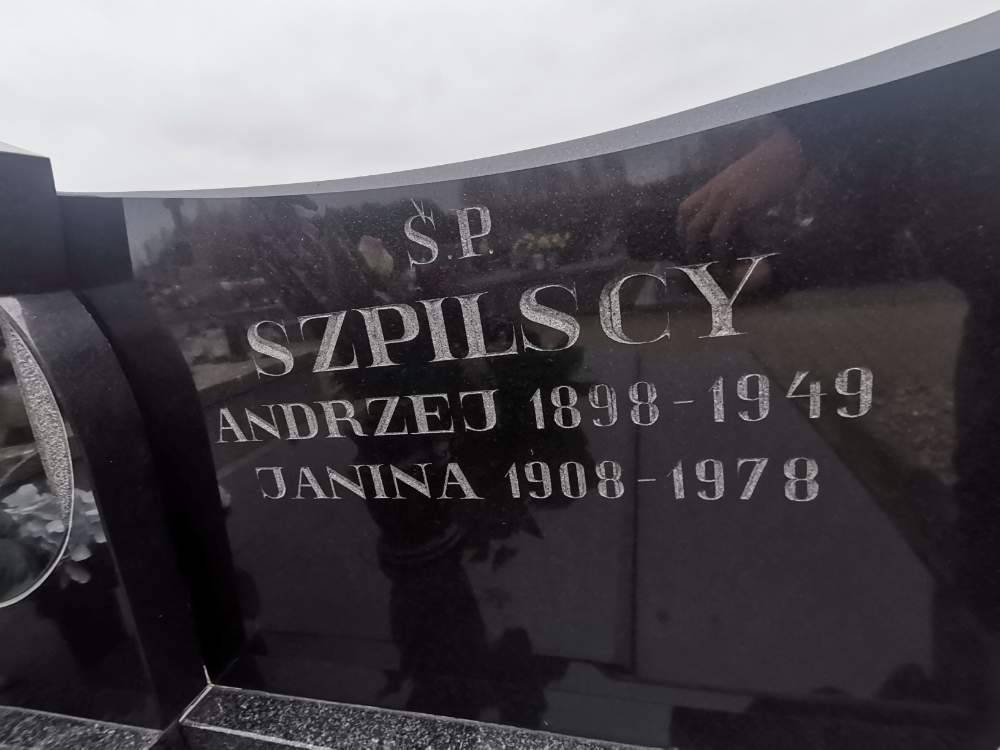 Ś.P.
SZPILSCY
ANDRZEJ 1898-1949
JANINA 1908-1978